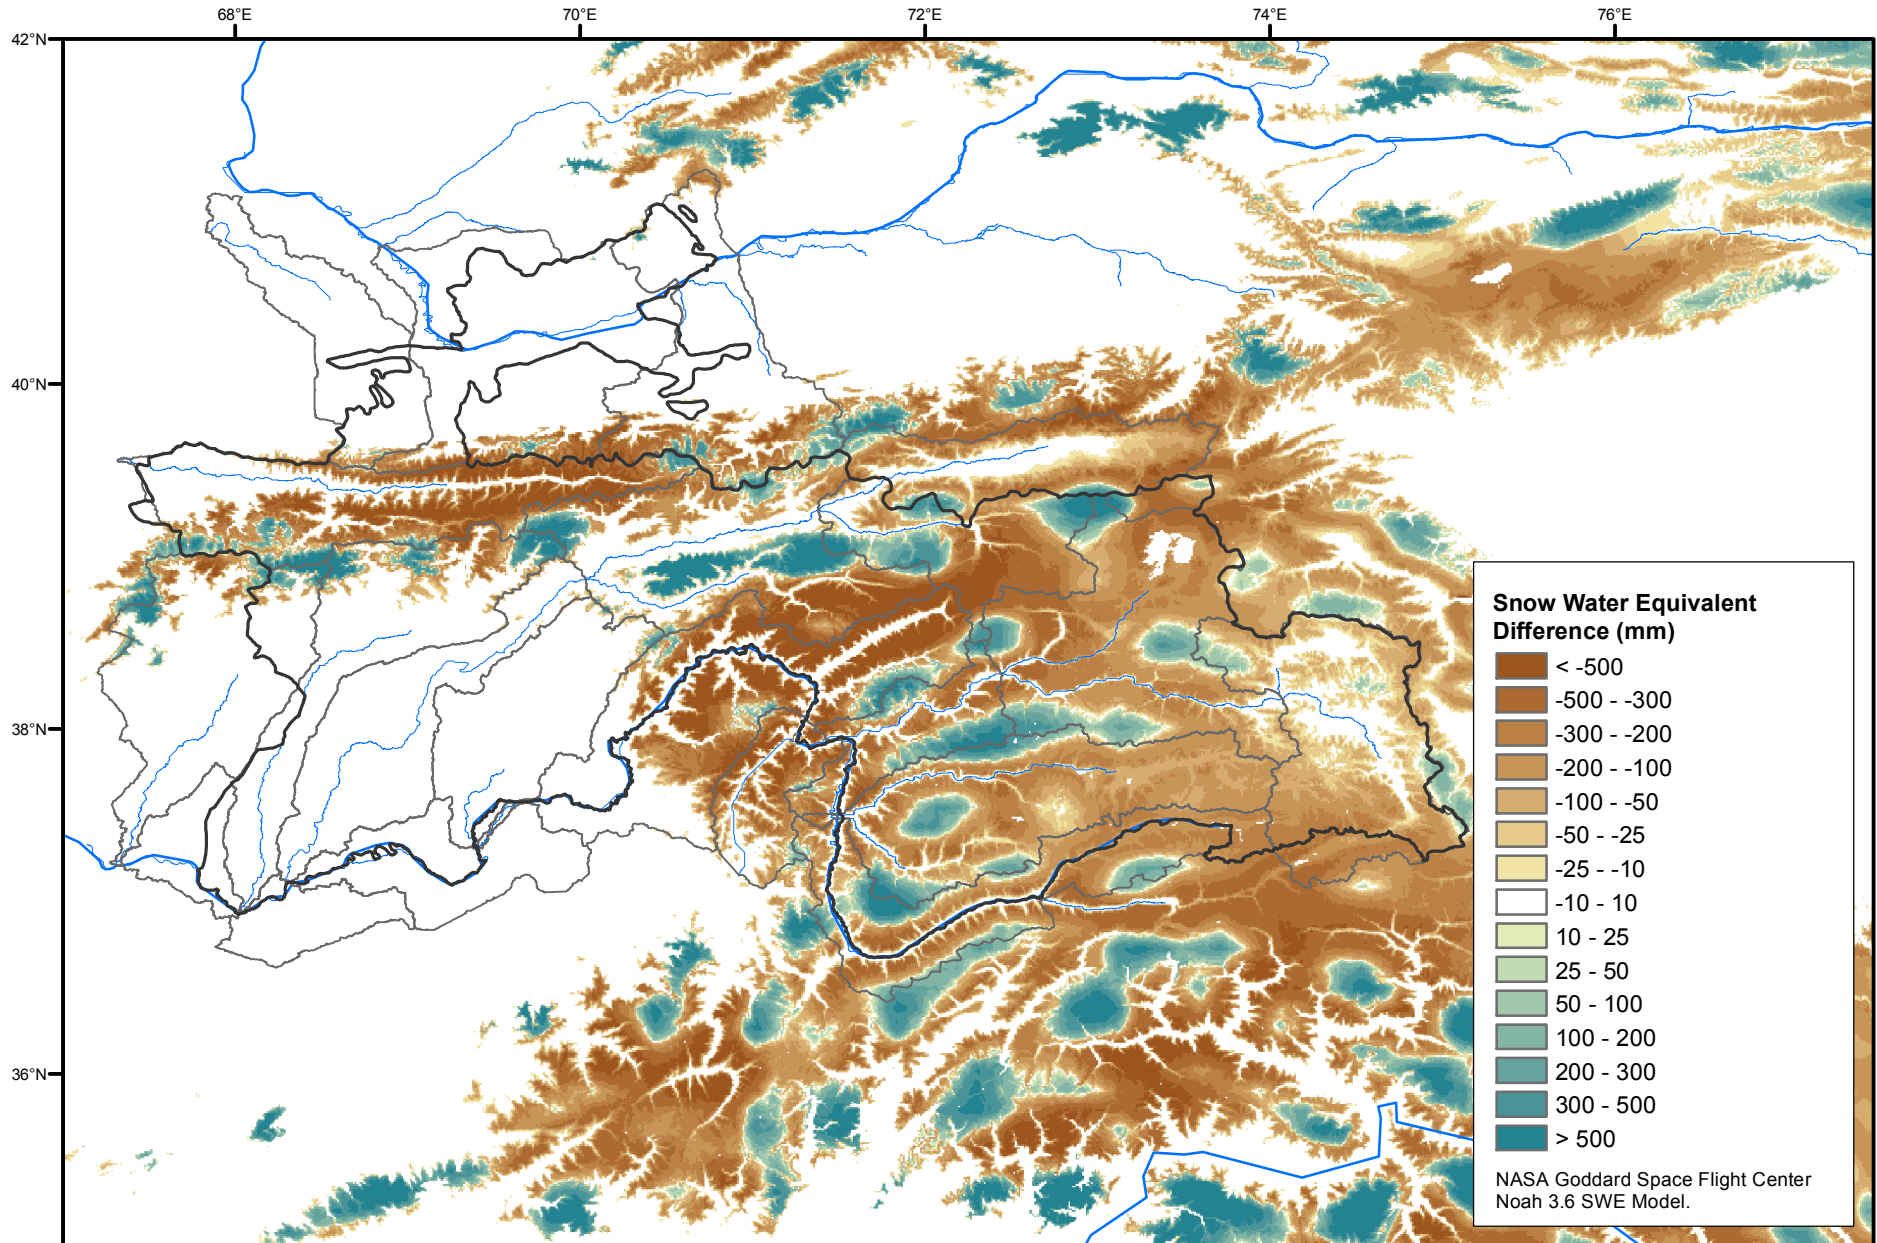 68°E 70°E 72°E 74°E 76°E
42°N
40°N
38°N
36°N
Snow Water Equivalent
Difference (mm)
< -500
-500 - -300
-300 - -200
-200 - -100
-100 - -50
-50 - -25
-25 - -10
-10 - 10
10 - 25
25 - 50
50 - 100
100 - 200
200 - 300
300 - 500
> 500
NASA Goddard Space Flight Center
Noah 3.6 SWE Model.